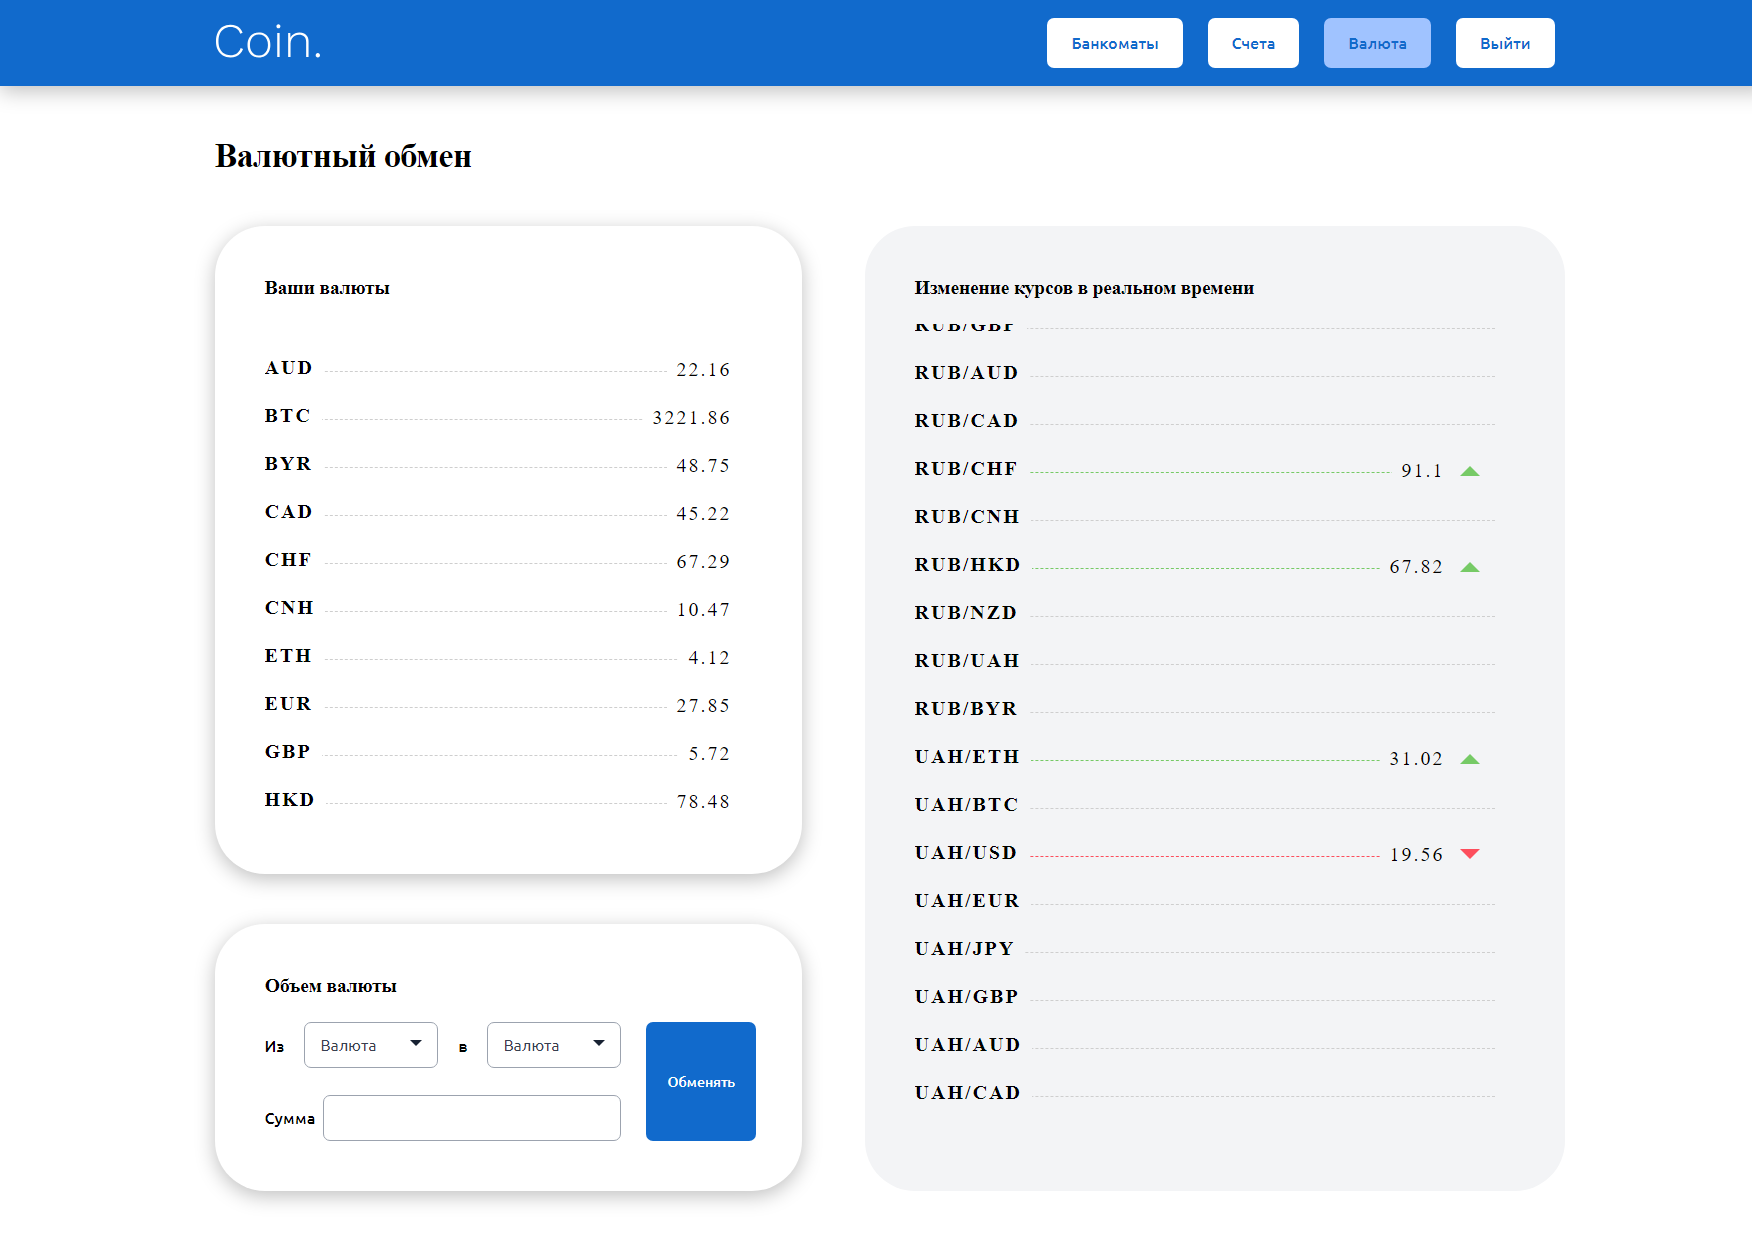 Coin.
Банкоматы
Счета
Валюта
Выйти
Валютный обмен
Ваши валюты
AUD 22.16
BTC 3221.86
BYR 48.75
CAD 45.22
CHF 67.29
CNH 10.47
ETH 4.12
EUR 27.85
GBP 5.72
HKD 78.48
Объем валюты
Из Валюта в Валюта
Сумма
Обменять
Изменение курсов в реальном времени
RUB/GBP
RUB/AUD
RUB/CAD
RUB/CHF 91.1
RUB/CNH
RUB/HKD 67.82
RUB/NZD
RUB/UAH
RUB/BYR
UAH/ETH 31.02
UAH/BTC
UAH/USD 19.56
UAH/EUR
UAH/JPY
UAH/GBP
UAH/AUD
UAH/CAD